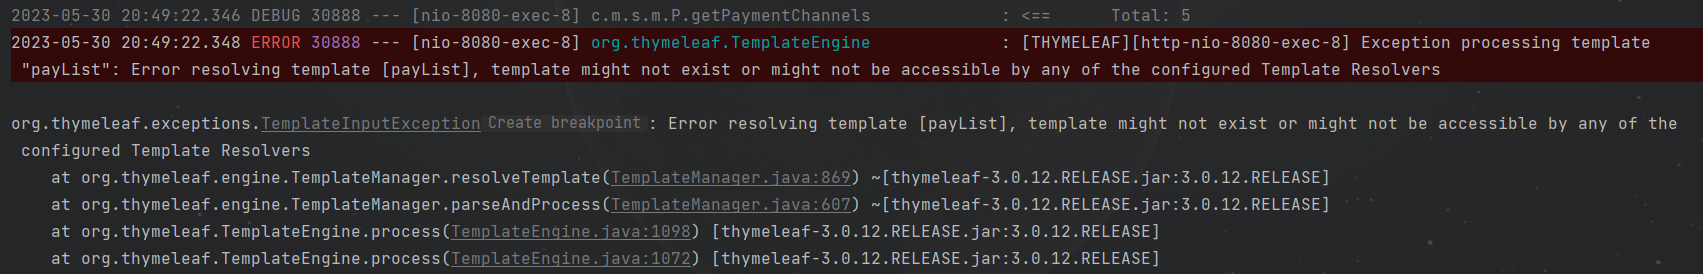 2023-05-30 20:49:22.346 DEBUG 30888 --- [nio-8080-exec-8] c.m.s.m.P.getPaymentChannels             : <==      Total: 5
2023-05-30 20:49:22.348 ERROR 30888 --- [nio-8080-exec-8] org.thymeleaf.TemplateEngine             : [THYMELEAF][http-nio-8080-exec-8] Exception processing template
"payList": Error resolving template [payList], template might not exist or might not be accessible by any of the configured Template Resolvers
org.thymeleaf.exceptions.TemplateInputException Create breakpoint : Error resolving template [payList], template might not exist or might not be accessible by any of the
configured Template Resolvers
at org.thymeleaf.engine.TemplateManager.resolveTemplate(TemplateManager.java:869) ~[thymeleaf-3.0.12.RELEASE.jar:3.0.12.RELEASE]
at org.thymeleaf.engine.TemplateManager.parseAndProcess(TemplateManager.java:607) ~[thymeleaf-3.0.12.RELEASE.jar:3.0.12.RELEASE]
at org.thymeleaf.TemplateEngine.process(TemplateEngine.java:1098) [thymeleaf-3.0.12.RELEASE.jar:3.0.12.RELEASE]
at org.thymeleaf.TemplateEngine.process(TemplateEngine.java:1072) [thymeleaf-3.0.12.RELEASE.jar:3.0.12.RELEASE]